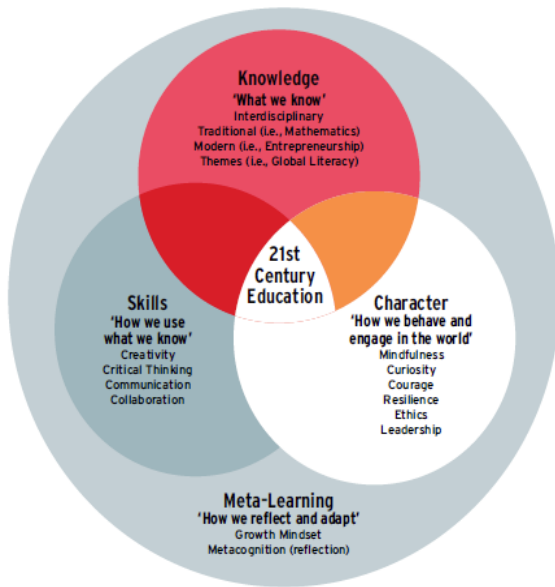 Knowledge
‘What we know’
Interdisciplinary
Traditional (i.e., Mathematics)
Modern (i.e., Entrepreneurship)
Themes (i.e., Global Literacy)
21st
Century
Education
Skills
‘How we use
what we know’
Creativity
Critical Thinking
Communication
Collaboration
Character
‘How we behave and
engage in the world’
Mindfulness
Curiosity
Courage
Resilience
Ethics
Leadership
Meta-Learning
‘How we reflect and adapt’
Growth Mindset
Metacognition (reflection)